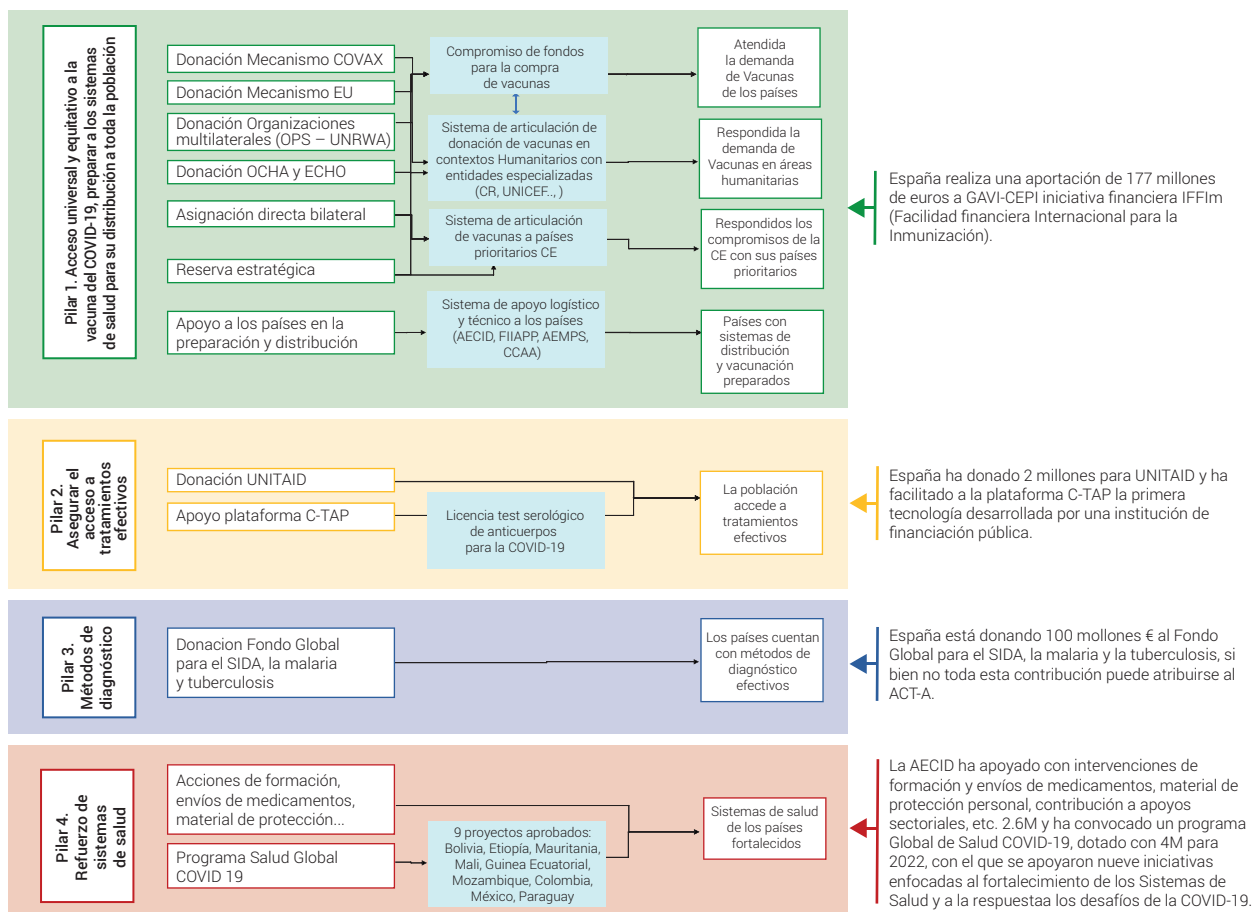 Pilar 1. Acceso universal y equitativo a la
vacuna del COVID-19, preparar a los sistemas
de salud para su distribución a toda la población
Donación Mecanismo COVAX
Donación Mecanismo EU
Donación Organizaciones
multilaterales (OPS – UNRWA)
Donación OCHA y ECHO
Asignación directa bilateral
Reserva estratégica
Apoyo a los países en la
preparación y distribución
Compromiso de fondos
para la compra
de vacunas
Sistema de articulación de
donación de vacunas en
contextos Humanitarios con
entidades especializadas
(CR, UNICEF.., )
Sistema de articulación
de vacunas a países
prioritarios CE
Sistema de apoyo logístico
y técnico a los países
(AECID, FIIAPP, AEMPS,
CCAA)
Atendida
la demanda
de Vacunas
de los países
Respondida la
demanda de
Vacunas en áreas
humanitarias
Respondidos los
compromisos de la
CE con sus países
prioritarios
Países con
sistemas de
distribución
y vacunación
preparados
España realiza una aportación de 177 millones
de euros a GAVI-CEPI iniciativa financiera IFFIm
(Facilidad financiera Internacional para la
Inmunización).
Pilar 2.
Asegurar el
acceso a
tratamientos
efectivos
Donación UNITAID
Apoyo plataforma C-TAP
Licencia test serológico
de anticuerpos
para la COVID-19
La población
accede a
tratamientos
efectivos
España ha donado 2 millones para UNITAID y ha
facilitado a la plataforma C-TAP la primera
tecnología desarrollada por una institución de
financiación pública.
Pilar 3.
Métodos de
diagnóstico
Donacion Fondo Global
para el SIDA, la malaria
y tuberculosis
Los países cuentan
con métodos de
diagnóstico
efectivos
España está donando 100 mollones € al Fondo
Global para el SIDA, la malaria y la tuberculosis, si
bien no toda esta contribución puede atribuirse al
ACT-A.
Pilar 4.
Refuerzo de
sistemas
de salud
Acciones de formación,
envíos de medicamentos,
material de protección...
Programa Salud Global
COVID 19
9 proyectos aprobados:
Bolivia, Etiopía, Mauritania,
Mali, Guinea Ecuatorial,
Mozambique, Colombia,
México, Paraguay
Sistemas de salud
de los países
fortalecidos
La AECID ha apoyado con intervenciones de
formación y envíos de medicamentos, material de
protección personal, contribución a apoyos
sectoriales, etc. 2.6M y ha convocado un programa
Global de Salud COVID-19, dotado con 4M para
2022, con el que se apoyaron nueve iniciativas
enfocadas al fortalecimiento de los Sistemas de
Salud y a la respuestaa los desafíos de la COVID-19.